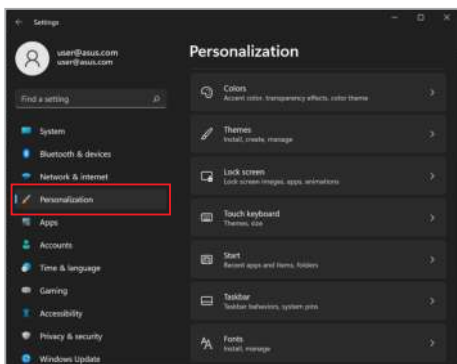 Settings
user@asus.com
user@asus.com
Find a setting
System
Bluetooth & devices
Network & internet
Personalization
Apps
Accounts
Time & language
Gaming
Accessibility
Privacy & security
Windows Update
Personalization
Colors
Accent color, transparency effects, color theme
Themes
Install, create, manage
Lock screen
Lock screen images, apps, animations
Touch keyboard
Themes, size
Start
Recent apps and items, folders
Taskbar
Taskbar behaviors, system pins
Fonts
Install, manage